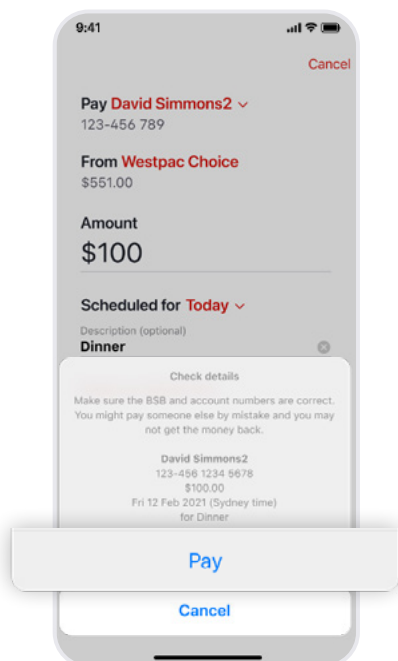 9:41
Cancel
Pay David Simmons2
123-456 789
From Westpac Choice
$551.00
Amount
$100
Scheduled for Today
Description (optional)
Dinner
Check details
Make sure the BSB and account numbers are correct.
You might pay someone else by mistake and you may
not get the money back.
David Simmons2
123-456 1234 5678
$100.00
Fri 12 Feb 2021 (Sydney time)
for Dinner
Pay
Cancel